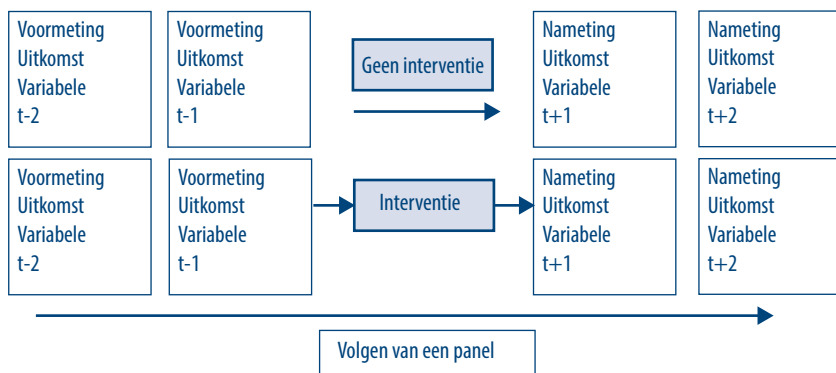 Voormeting
Uitkomst
Variabele
t-2
Voormeting
Uitkomst
Variabele
t-1
Geen interventie
Nameting
Uitkomst
Variabele
t+1
Nameting
Uitkomst
Variabele
t+2
Voormeting
Uitkomst
Variabele
t-2
Voormeting
Uitkomst
Variabele
t-1
Interventie
Nameting
Uitkomst
Variabele
t+1
Nameting
Uitkomst
Variabele
t+2
Volgen van een panel